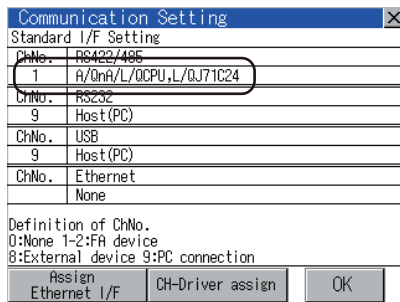 Communication Setting
Standard I/F Setting
ChNo. RS422/485
1 A/QnA/L/QCPU,L/QJ71C24
ChNo. RS232
9 Host(PC)
ChNo. USB
9 Host(PC)
ChNo. Ethernet
None
Definition of ChNo.
0:None 1-2:FA device
8:External device 9:PC connection
Assign
Ethernet I/F
CH-Driver assign
OK